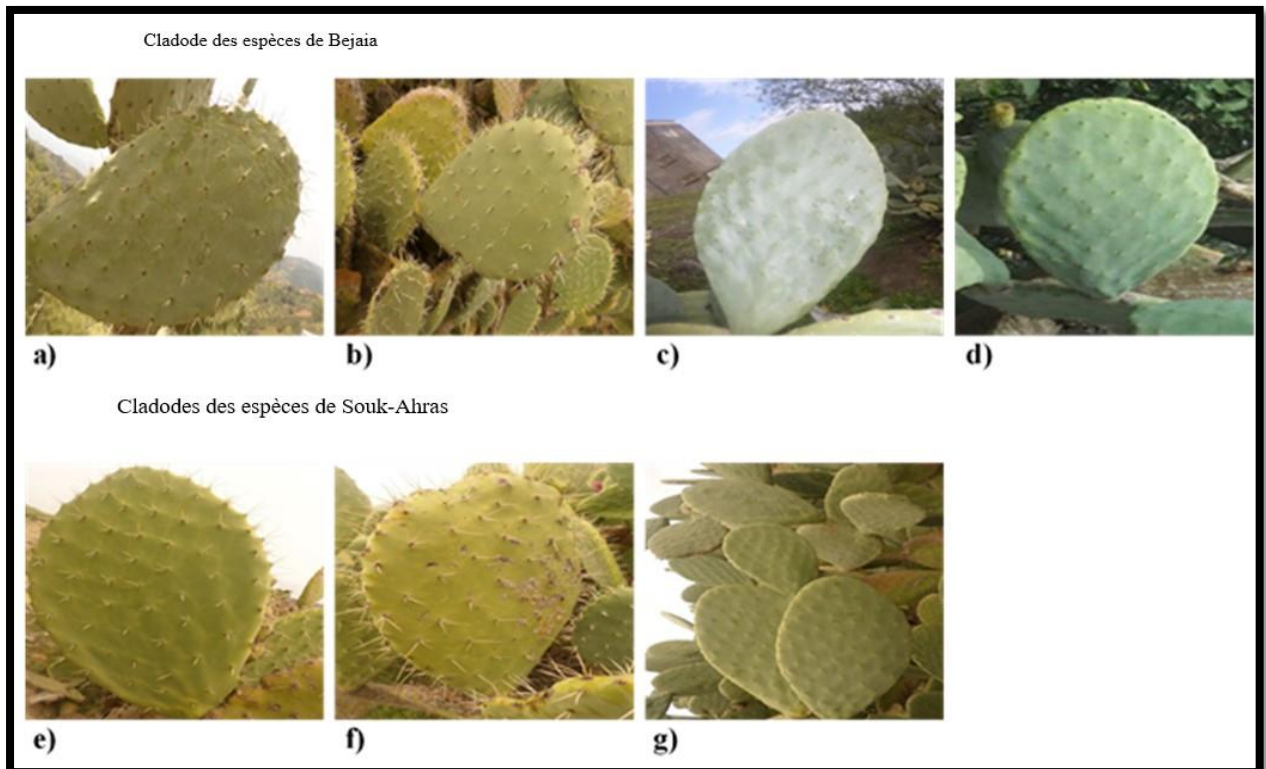 Cladode des espèces de Bejaia
a) b) c) d)
Cladodes des espèces de Souk-Ahras
e) f) g)